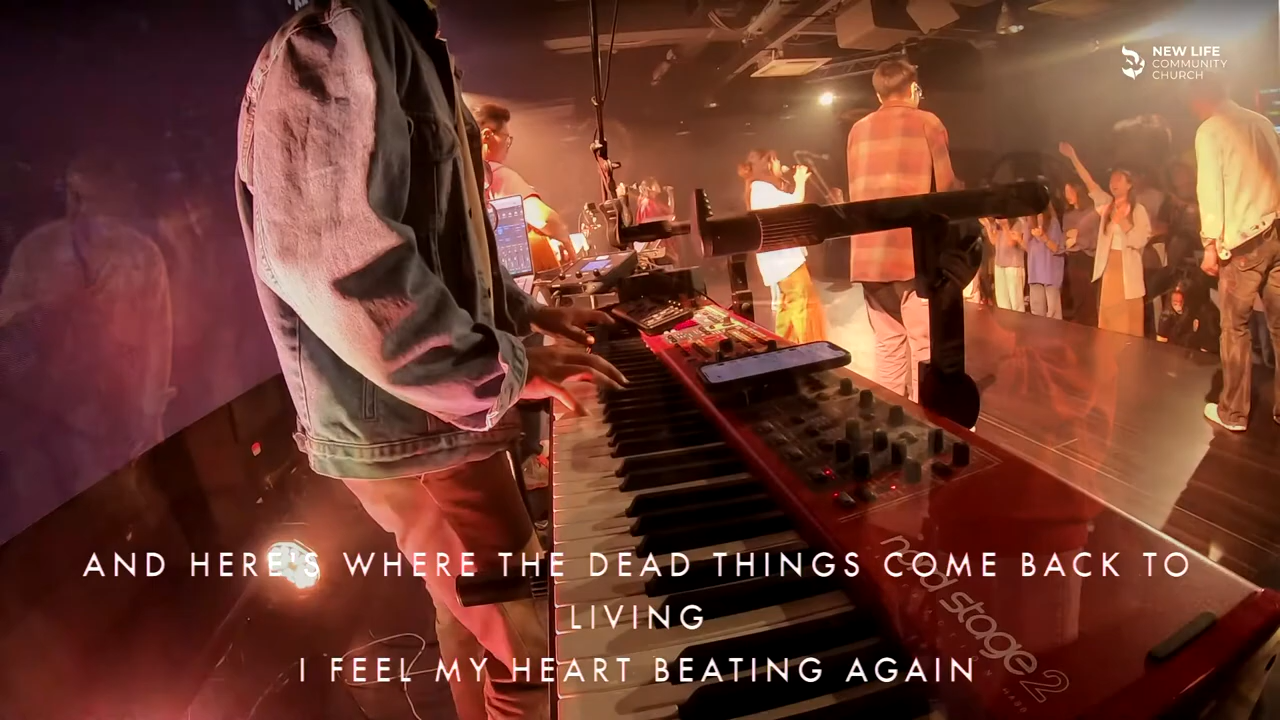 NEW LIFE
COMMUNITY
CHURCH
AND HERE'S WHERE THE DEAD THINGS COME BACK TO
LIVING
I FEEL MY HEART BEATING AGAIN
nord stage 2